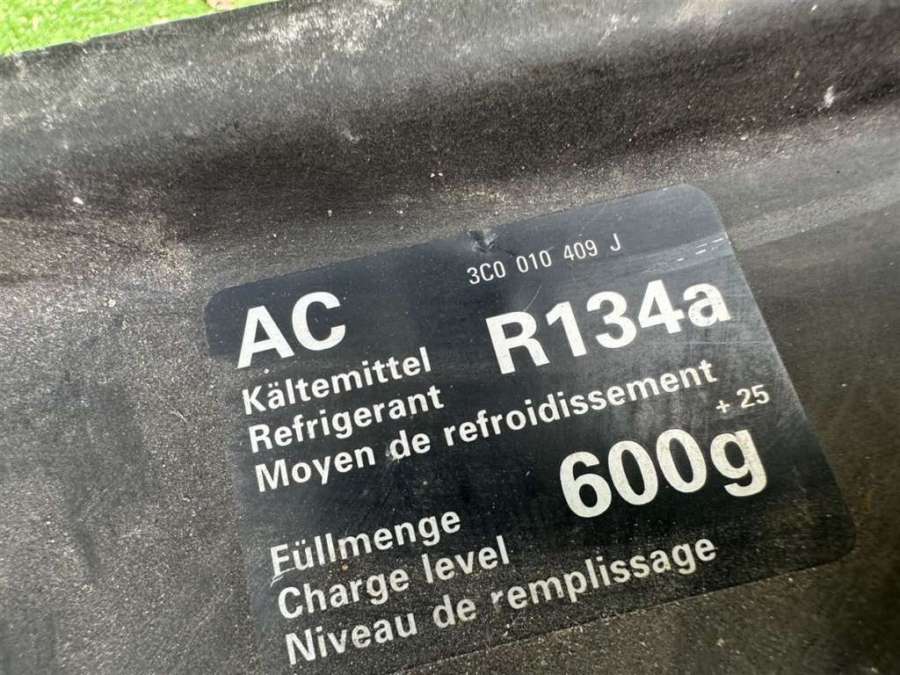 3C0 010 409 J
AC R134a
Kältemittel
Refrigerant
Moyen de refroidissement
+ 25
600g
Füllmenge
Charge level
Niveau de remplissage